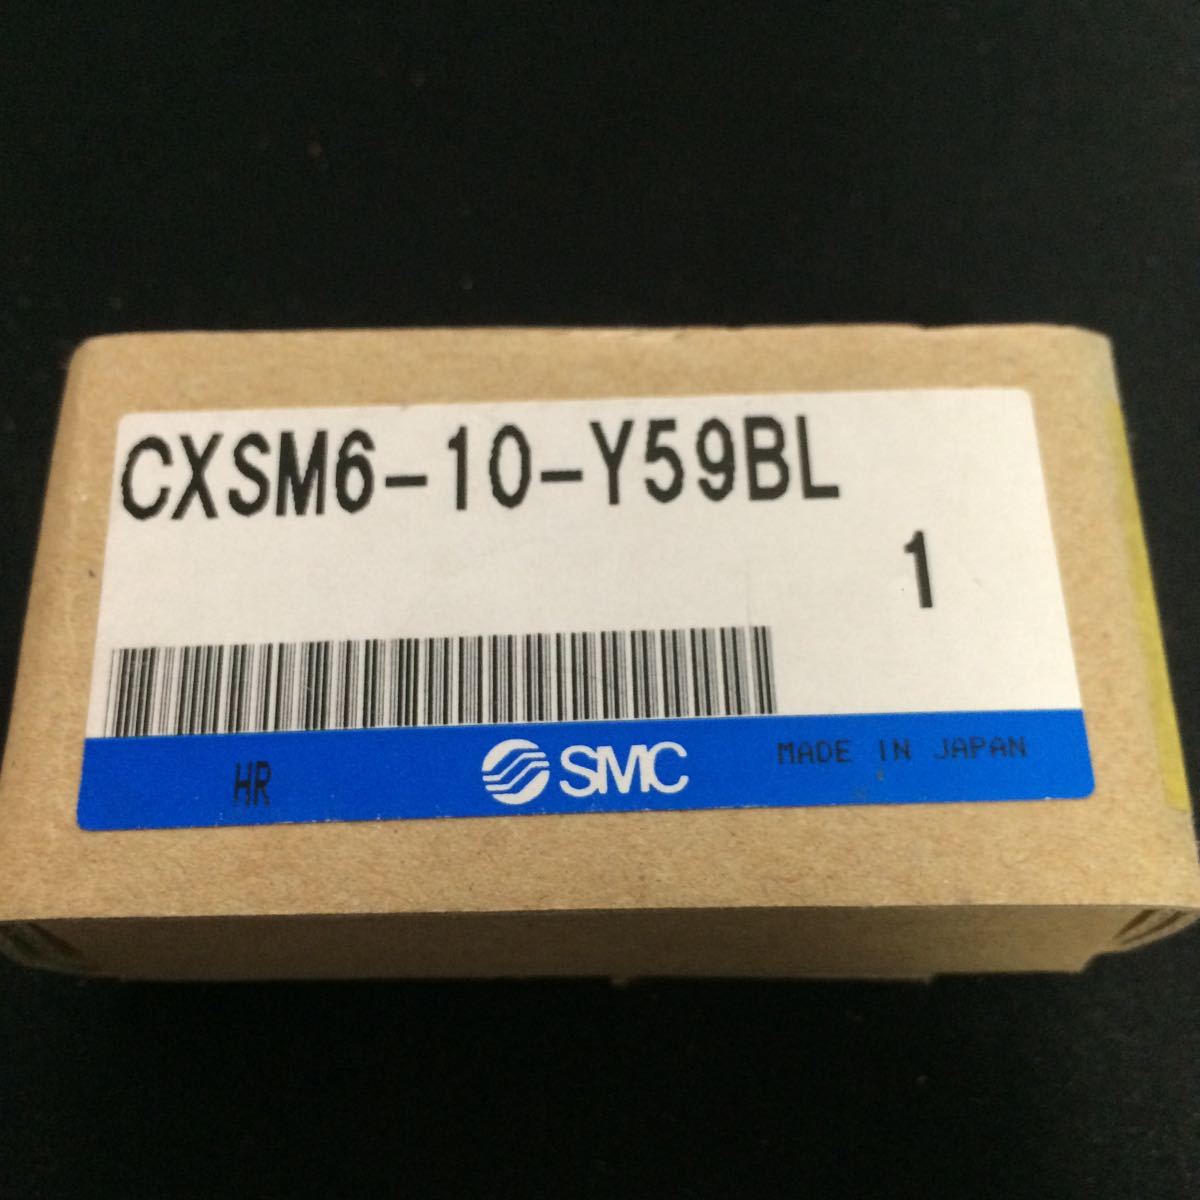 CXSM6-10-Y59BL
1
HR
SMC
MADE IN JAPAN